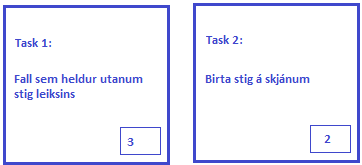 Task 1:
Fall sem heldur utanum
stig leiksins
3
Task 2:
Birta stig á skjánum
2